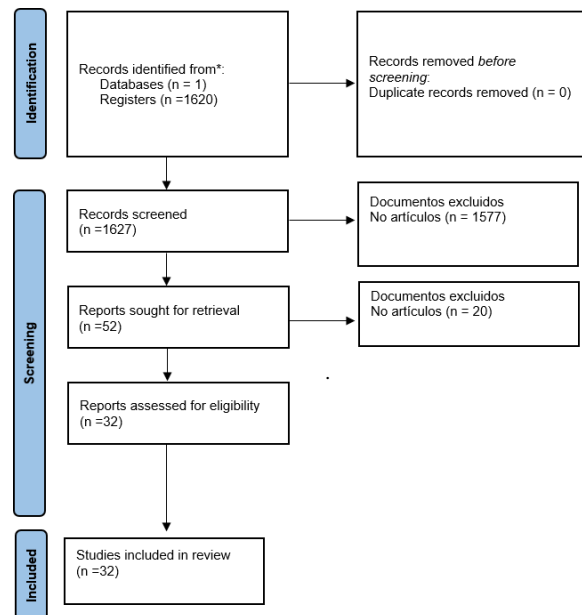 Identification
Records identified from*:
Databases (n = 1)
Registers (n =1620)
Records removed before
screening:
Duplicate records removed (n = 0)
Screening
Records screened
(n =1627)
Documentos excluidos
No artículos (n = 1577)
Reports sought for retrieval
(n =52)
Documentos excluidos
No artículos (n = 20)
Reports assessed for eligibility
(n =32)
.
Included
Studies included in review
(n =32)